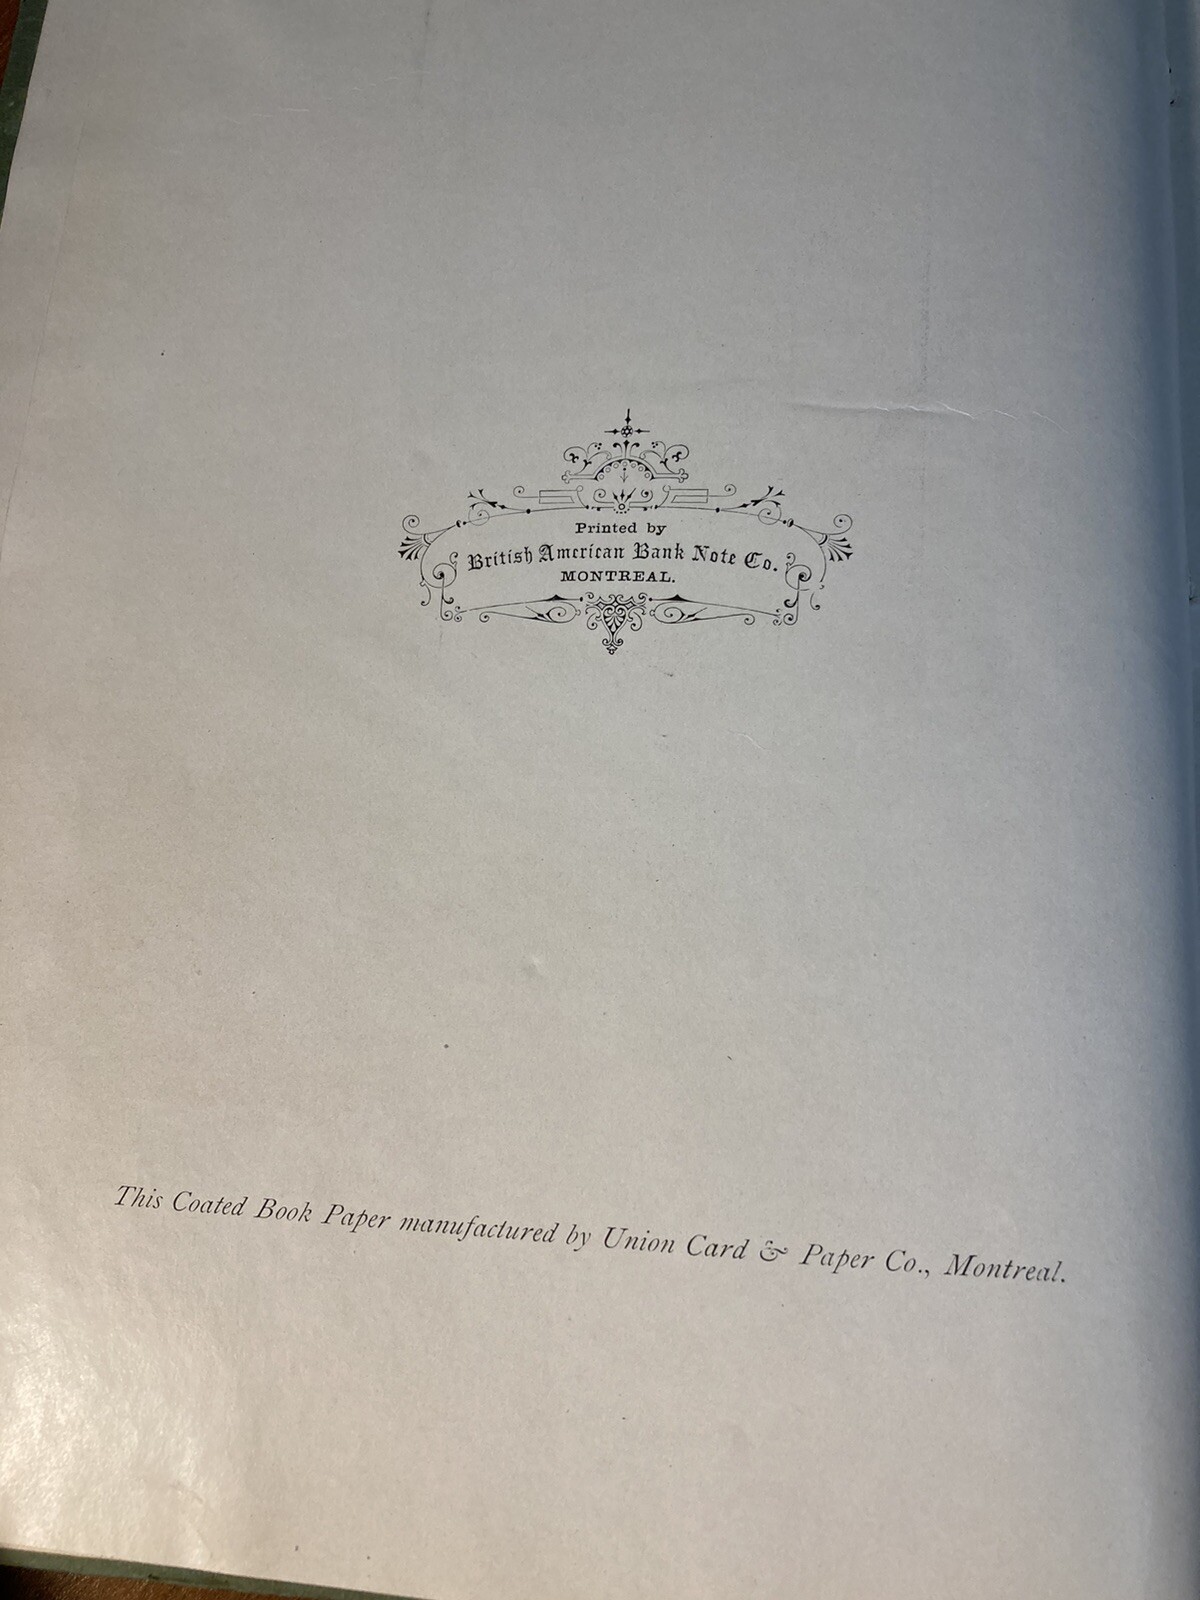 Printed by
British American Bank Note Co.
MONTREAL.
This Coated Book Paper manufactured by Union Card & Paper Co., Montreal.